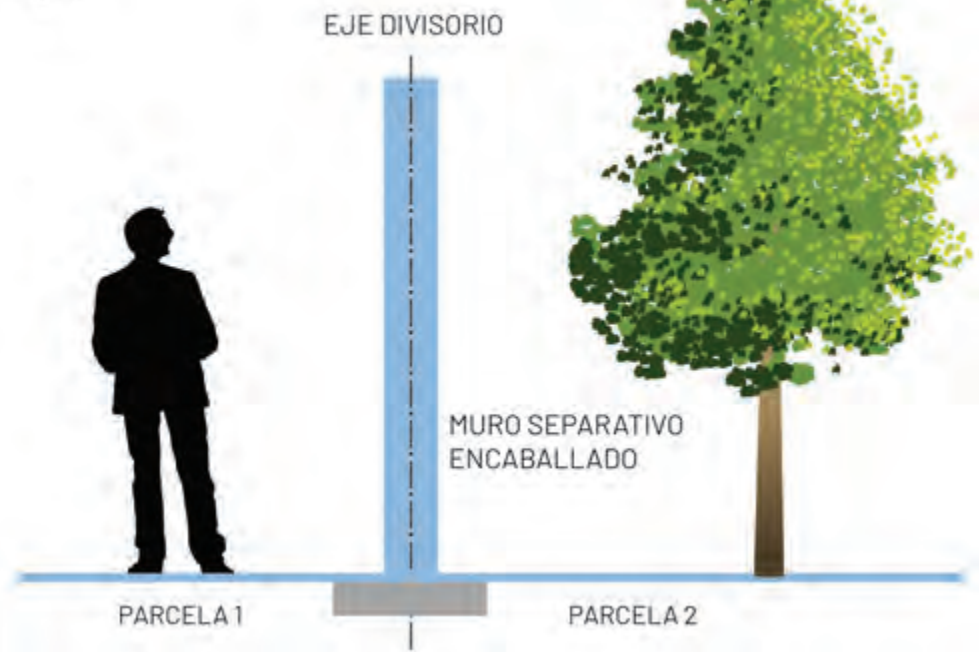 EJE DIVISORIO
MURO SEPARATIVO
ENCABALLADO
PARCELA 1
PARCELA 2